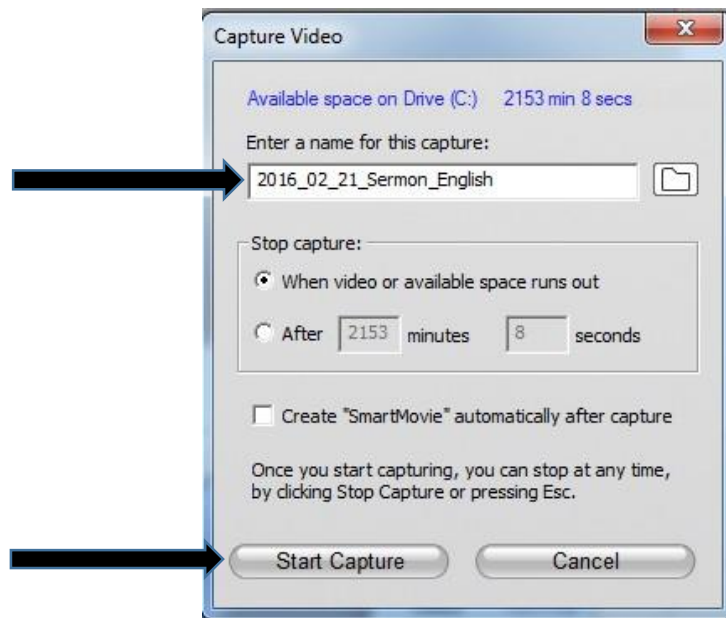 Capture Video
Available space on Drive (C:) 2153 min 8 secs
Enter a name for this capture:
2016_02_21_Sermon_English
Stop capture:
When video or available space runs out
After 2153 minutes 8 seconds
Create "SmartMovie" automatically after capture
Once you start capturing, you can stop at any time,
by clicking Stop Capture or pressing Esc.
Start Capture Cancel